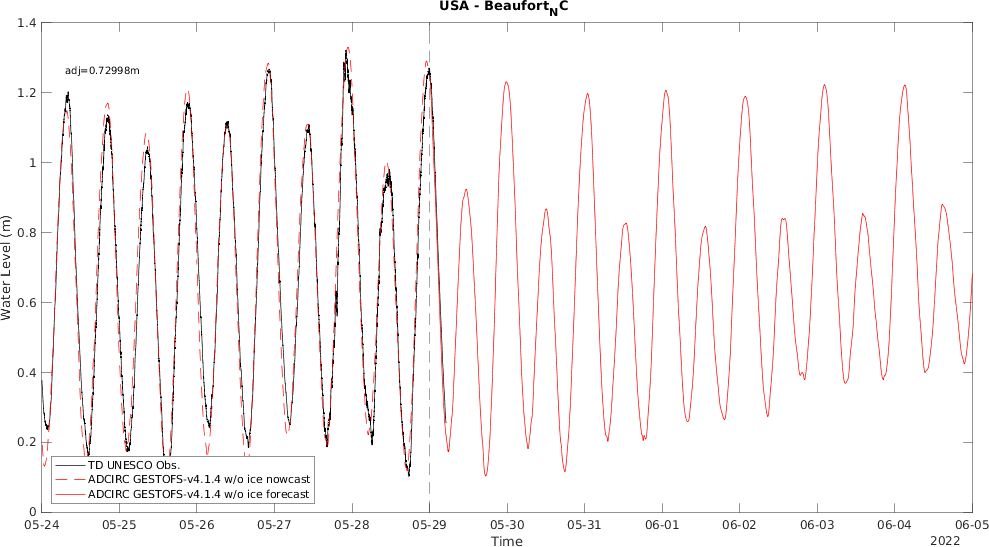 USA - Beaufort_NC
adj=0.72998m
1.4
1.2
1
0.8
0.6
0.4
0.2
0
Water Level (m)
TD UNESCO Obs.
ADCIRC GESTOFS-v4.1.4 w/o ice nowcast
ADCIRC GESTOFS-v4.1.4 w/o ice forecast
05-24 05-25 05-26 05-27 05-28 05-29 05-30 05-31 06-01 06-02 06-03 06-04 06-05
Time
2022